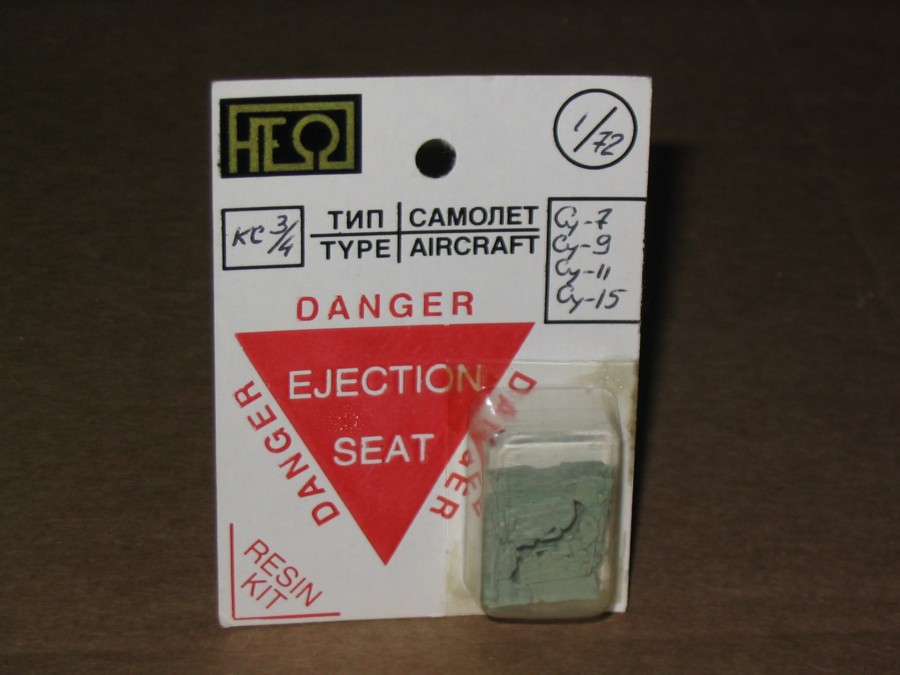 НЕΩ
1/72
КС 3/4
ТИП САМОЛЕТ
TYPE AIRCRAFT
Су-7
Су-9
Су-11
Су-15
DANGER
EJECTION
SEAT
DANGER
DANGER
RESIN
KIT